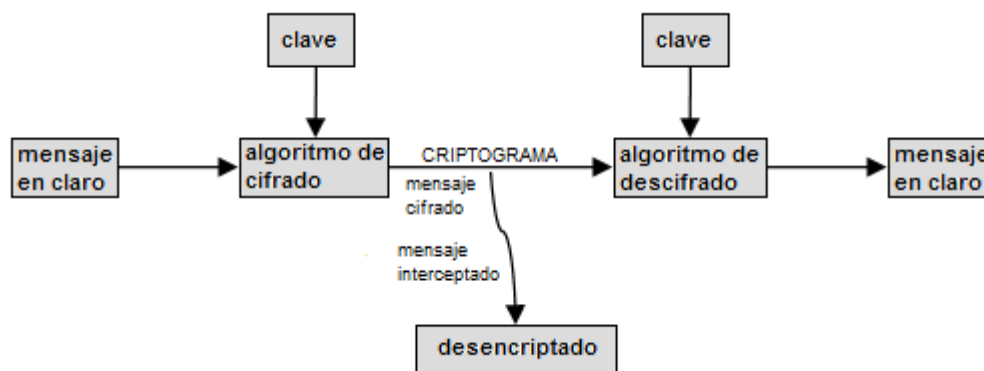 clave
clave
mensaje
en claro
algoritmo de
cifrado
CRIPTOGRAMA
mensaje
cifrado
algoritmo de
descifrado
mensaje
en claro
mensaje
interceptado
desencriptado